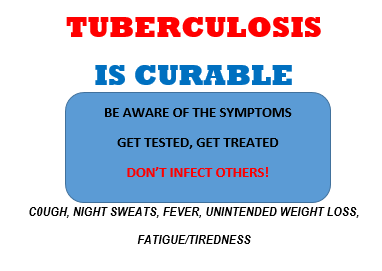 TUBERCULOSIS
IS CURABLE
BE AWARE OF THE SYMPTOMS
GET TESTED, GET TREATED
DON'T INFECT OTHERS!
C0UGH, NIGHT SWEATS, FEVER, UNINTENDED WEIGHT LOSS,
FATIGUE/TIREDNESS